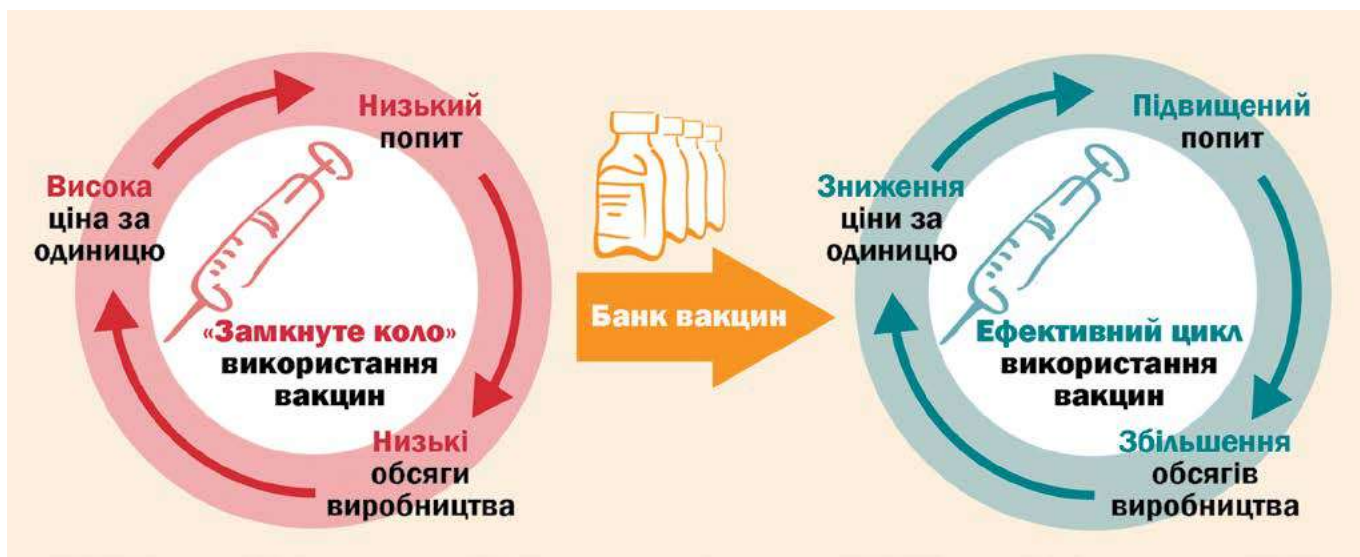 Низький
попит
Висока
ціна за
одиницю
«Замкнуте коло»
використання
вакцин
Низькі
обсяги
виробництва
Банк вакцин
Підвищений
попит
Зниження
ціни за
одиницю
Ефективний цикл
використання
вакцин
Збільшення
обсягів
виробництва